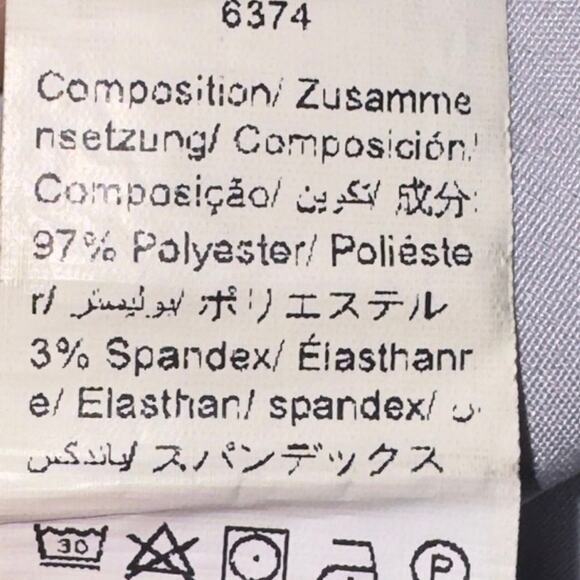 6374
Composition/ Zusamme
nsetzung/ Composición/
Composição/ تكوين/ 成分:
97% Polyester/ Poliéste
r/ بوليستر/ ポリエステル
3% Spandex/ Élasthanr
e/ Elasthan/ spandex/
スパンデックス
30
P